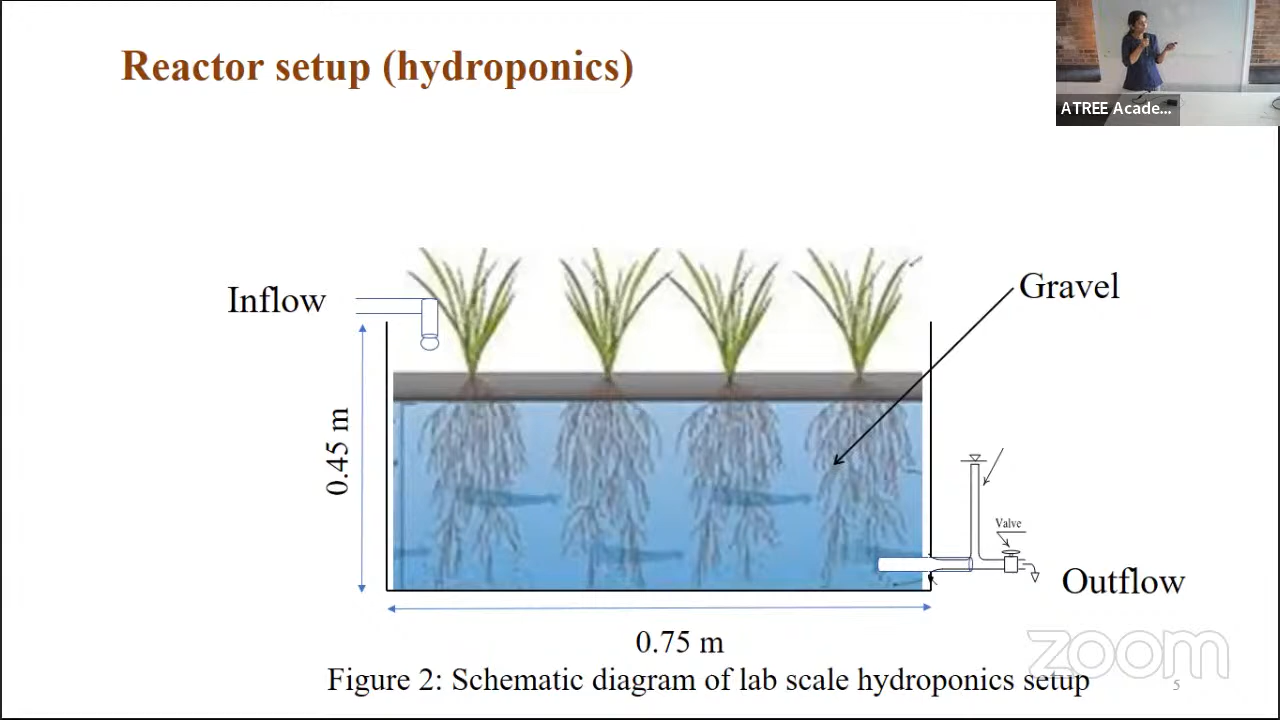 Reactor setup (hydroponics)
ATREE Acade...
Inflow
Gravel
0.45 m
Valve
Outflow
0.75 m
zoom
Figure 2: Schematic diagram of lab scale hydroponics setup
5